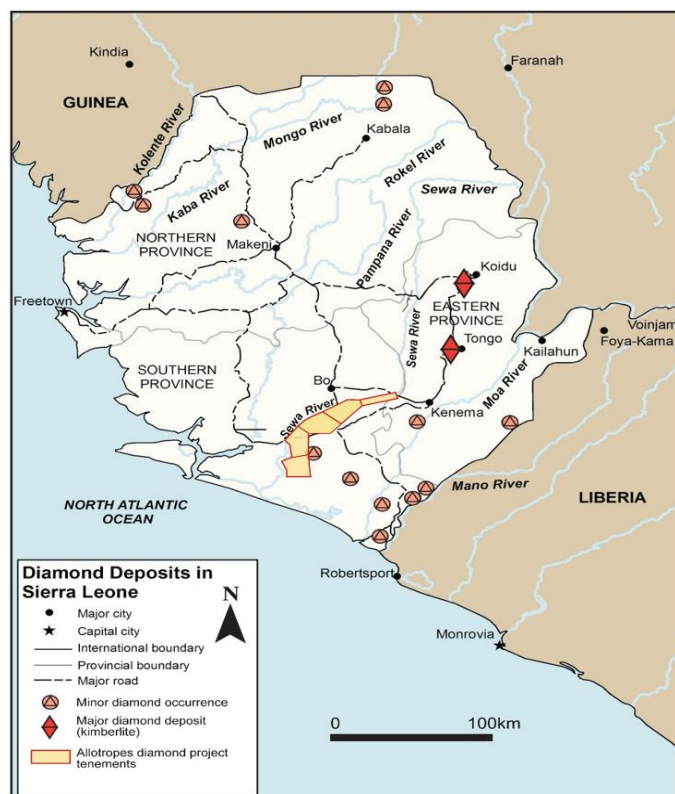 Kindia
Faranah
GUINEA
Kolente River
Mongo River
Kabala
Rokel River
Kaba River
Sewa River
NORTHERN
PROVINCE
Pampana River
Makeni
Koidu
Freetown
EASTERN
PROVINCE
Sewa River
Voinjama
Foya-Kama
Tongo
Kailahun
SOUTHERN
PROVINCE
Bo
Moa River
Sewa River
Kenema
Mano River
NORTH ATLANTIC
OCEAN
LIBERIA
Robertsport
Monrovia
Diamond Deposits in
Sierra Leone
N
Major city
Capital city
International boundary
Provincial boundary
Major road
Minor diamond occurrence
Major diamond deposit
(kimberlite)
Allotropes diamond project
tenements
0 100km